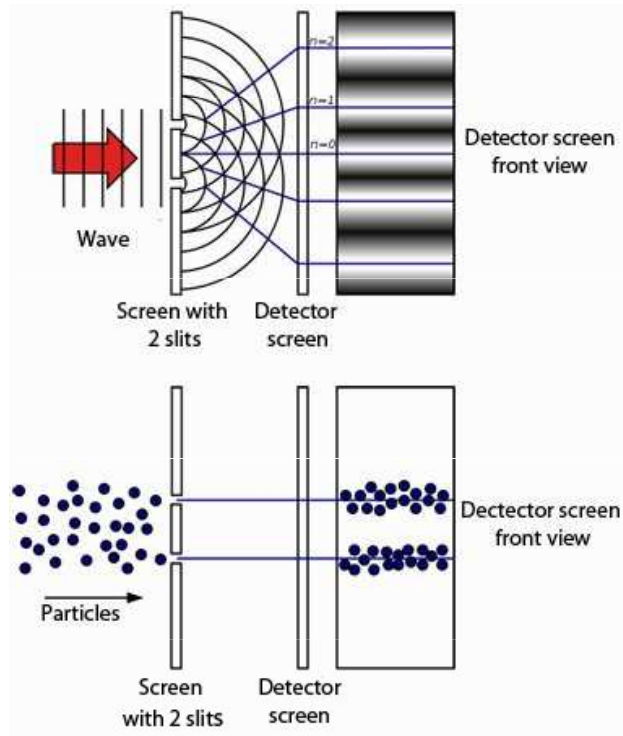 n=2
n=1
n=0
Detector screen
front view
Wave
Screen with
2 slits
Detector
screen
Dectector screen
front view
Particles
Screen
with 2 slits
Detector
screen